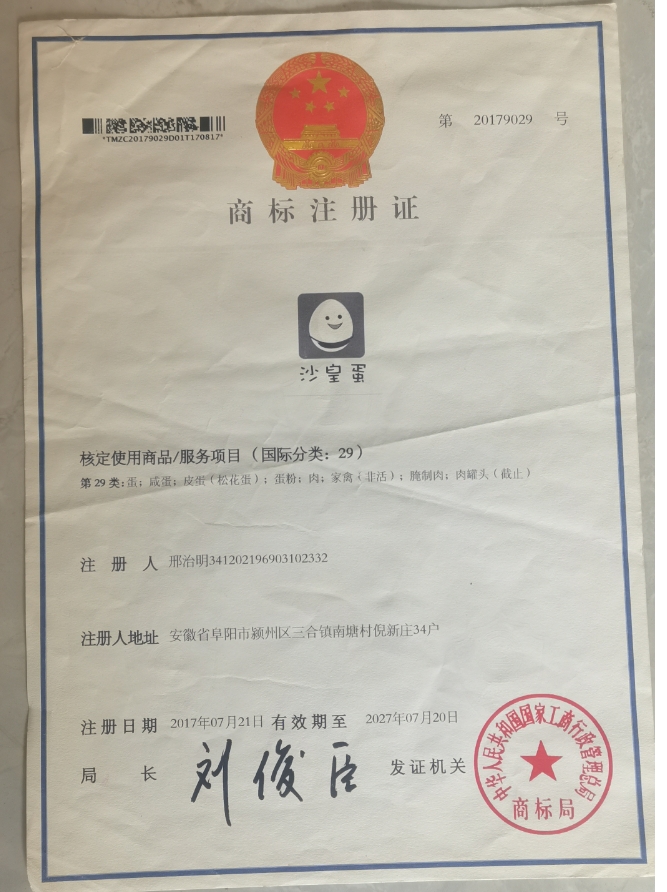 第 20179029 号
*TMZC20179029D01T170817*
商标注册证
沙皇蛋
核定使用商品/服务项目（国际分类：29）
第29类:蛋；咸蛋；皮蛋（松花蛋）；蛋粉；肉；家禽（非活）；腌制肉；肉罐头（截止）
注册人 邢治明341202196903102332
注册人地址 安徽省阜阳市颍州区三合镇南塘村倪新庄34户
注册日期 2017年07月21日 有效期至 2027年07月20日
局长 刘俊臣 发证机关
中华人民共和国国家工商行政管理总局
商标局